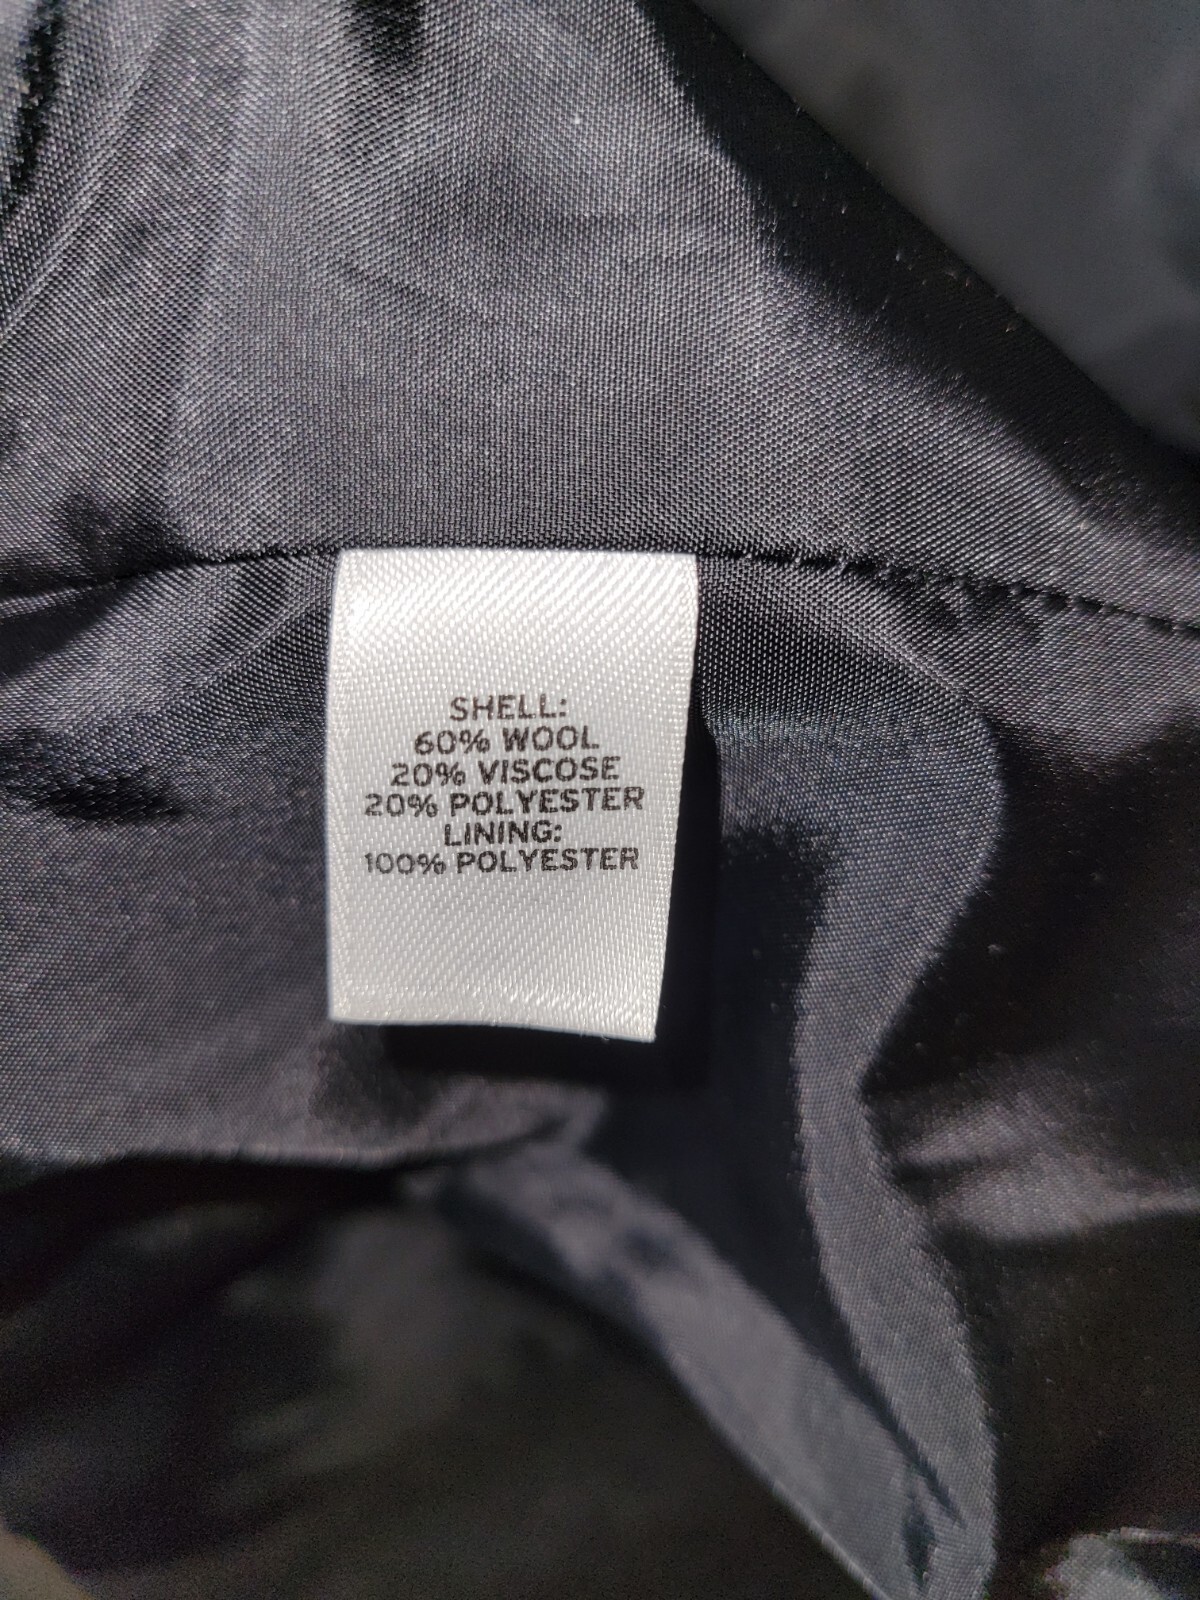 SHELL:
60% WOOL
20% VISCOSE
20% POLYESTER
LINING:
100% POLYESTER